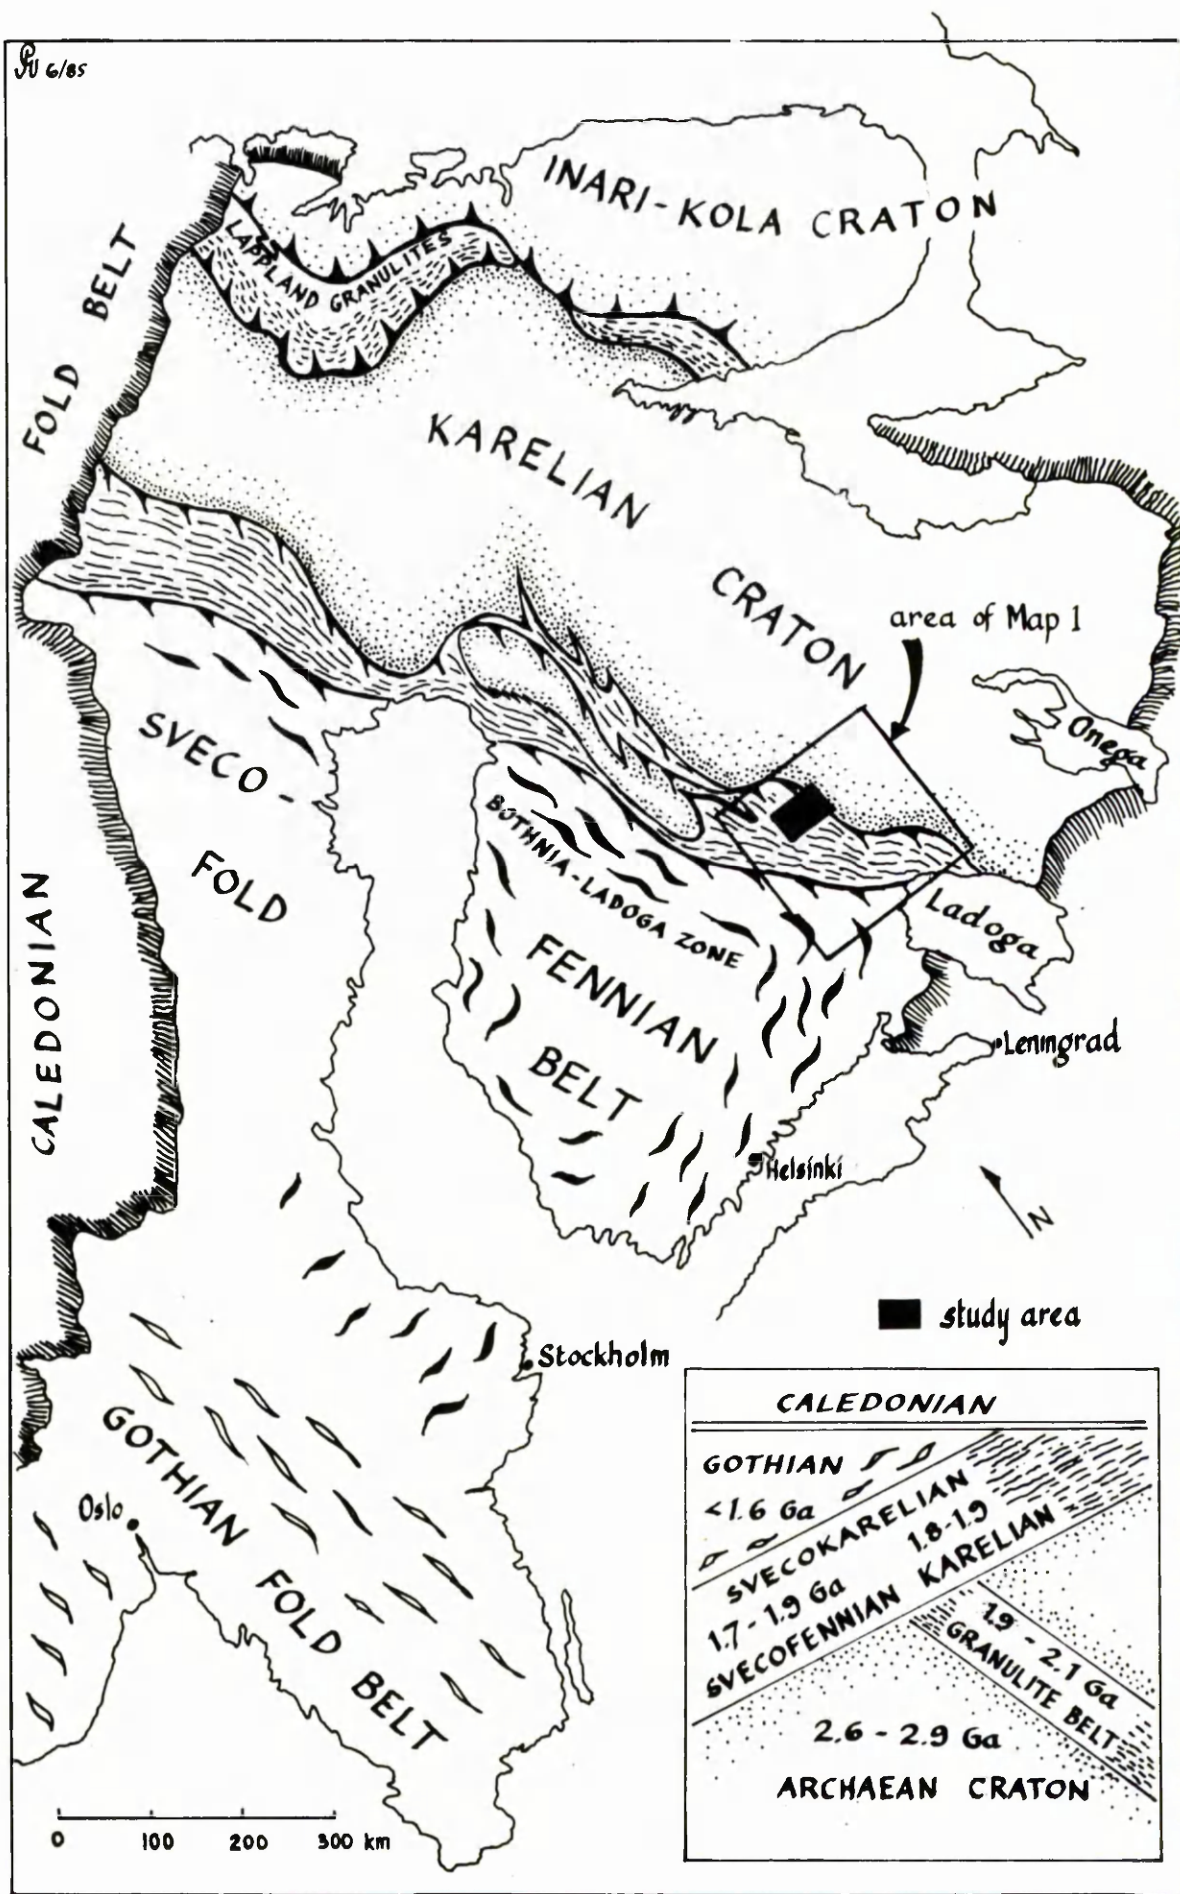 6/85
INARI-KOLA CRATON
LAPPLAND GRANULITES
FOLD BELT
KARELIAN
CRATON
area of Map 1
Onega
SVECO-
FOLD
BOTHNIA-LADOGA ZONE
Ladoga
CALEDONIAN
FENNIAN
BELT
Leningrad
Helsinki
N
study area
Stockholm
GOTHIAN
FOLD
BELT
Oslo
0 100 200 300 km
CALEDONIAN
GOTHIAN
<1.6 Ga
SVECOKARELIAN
1.8-1.9
1.7-1.9 Ga
SVECOFENNIAN KARELIAN
1.9-2.1 Ga
GRANULITE BELT
2.6-2.9 Ga
ARCHAEAN CRATON